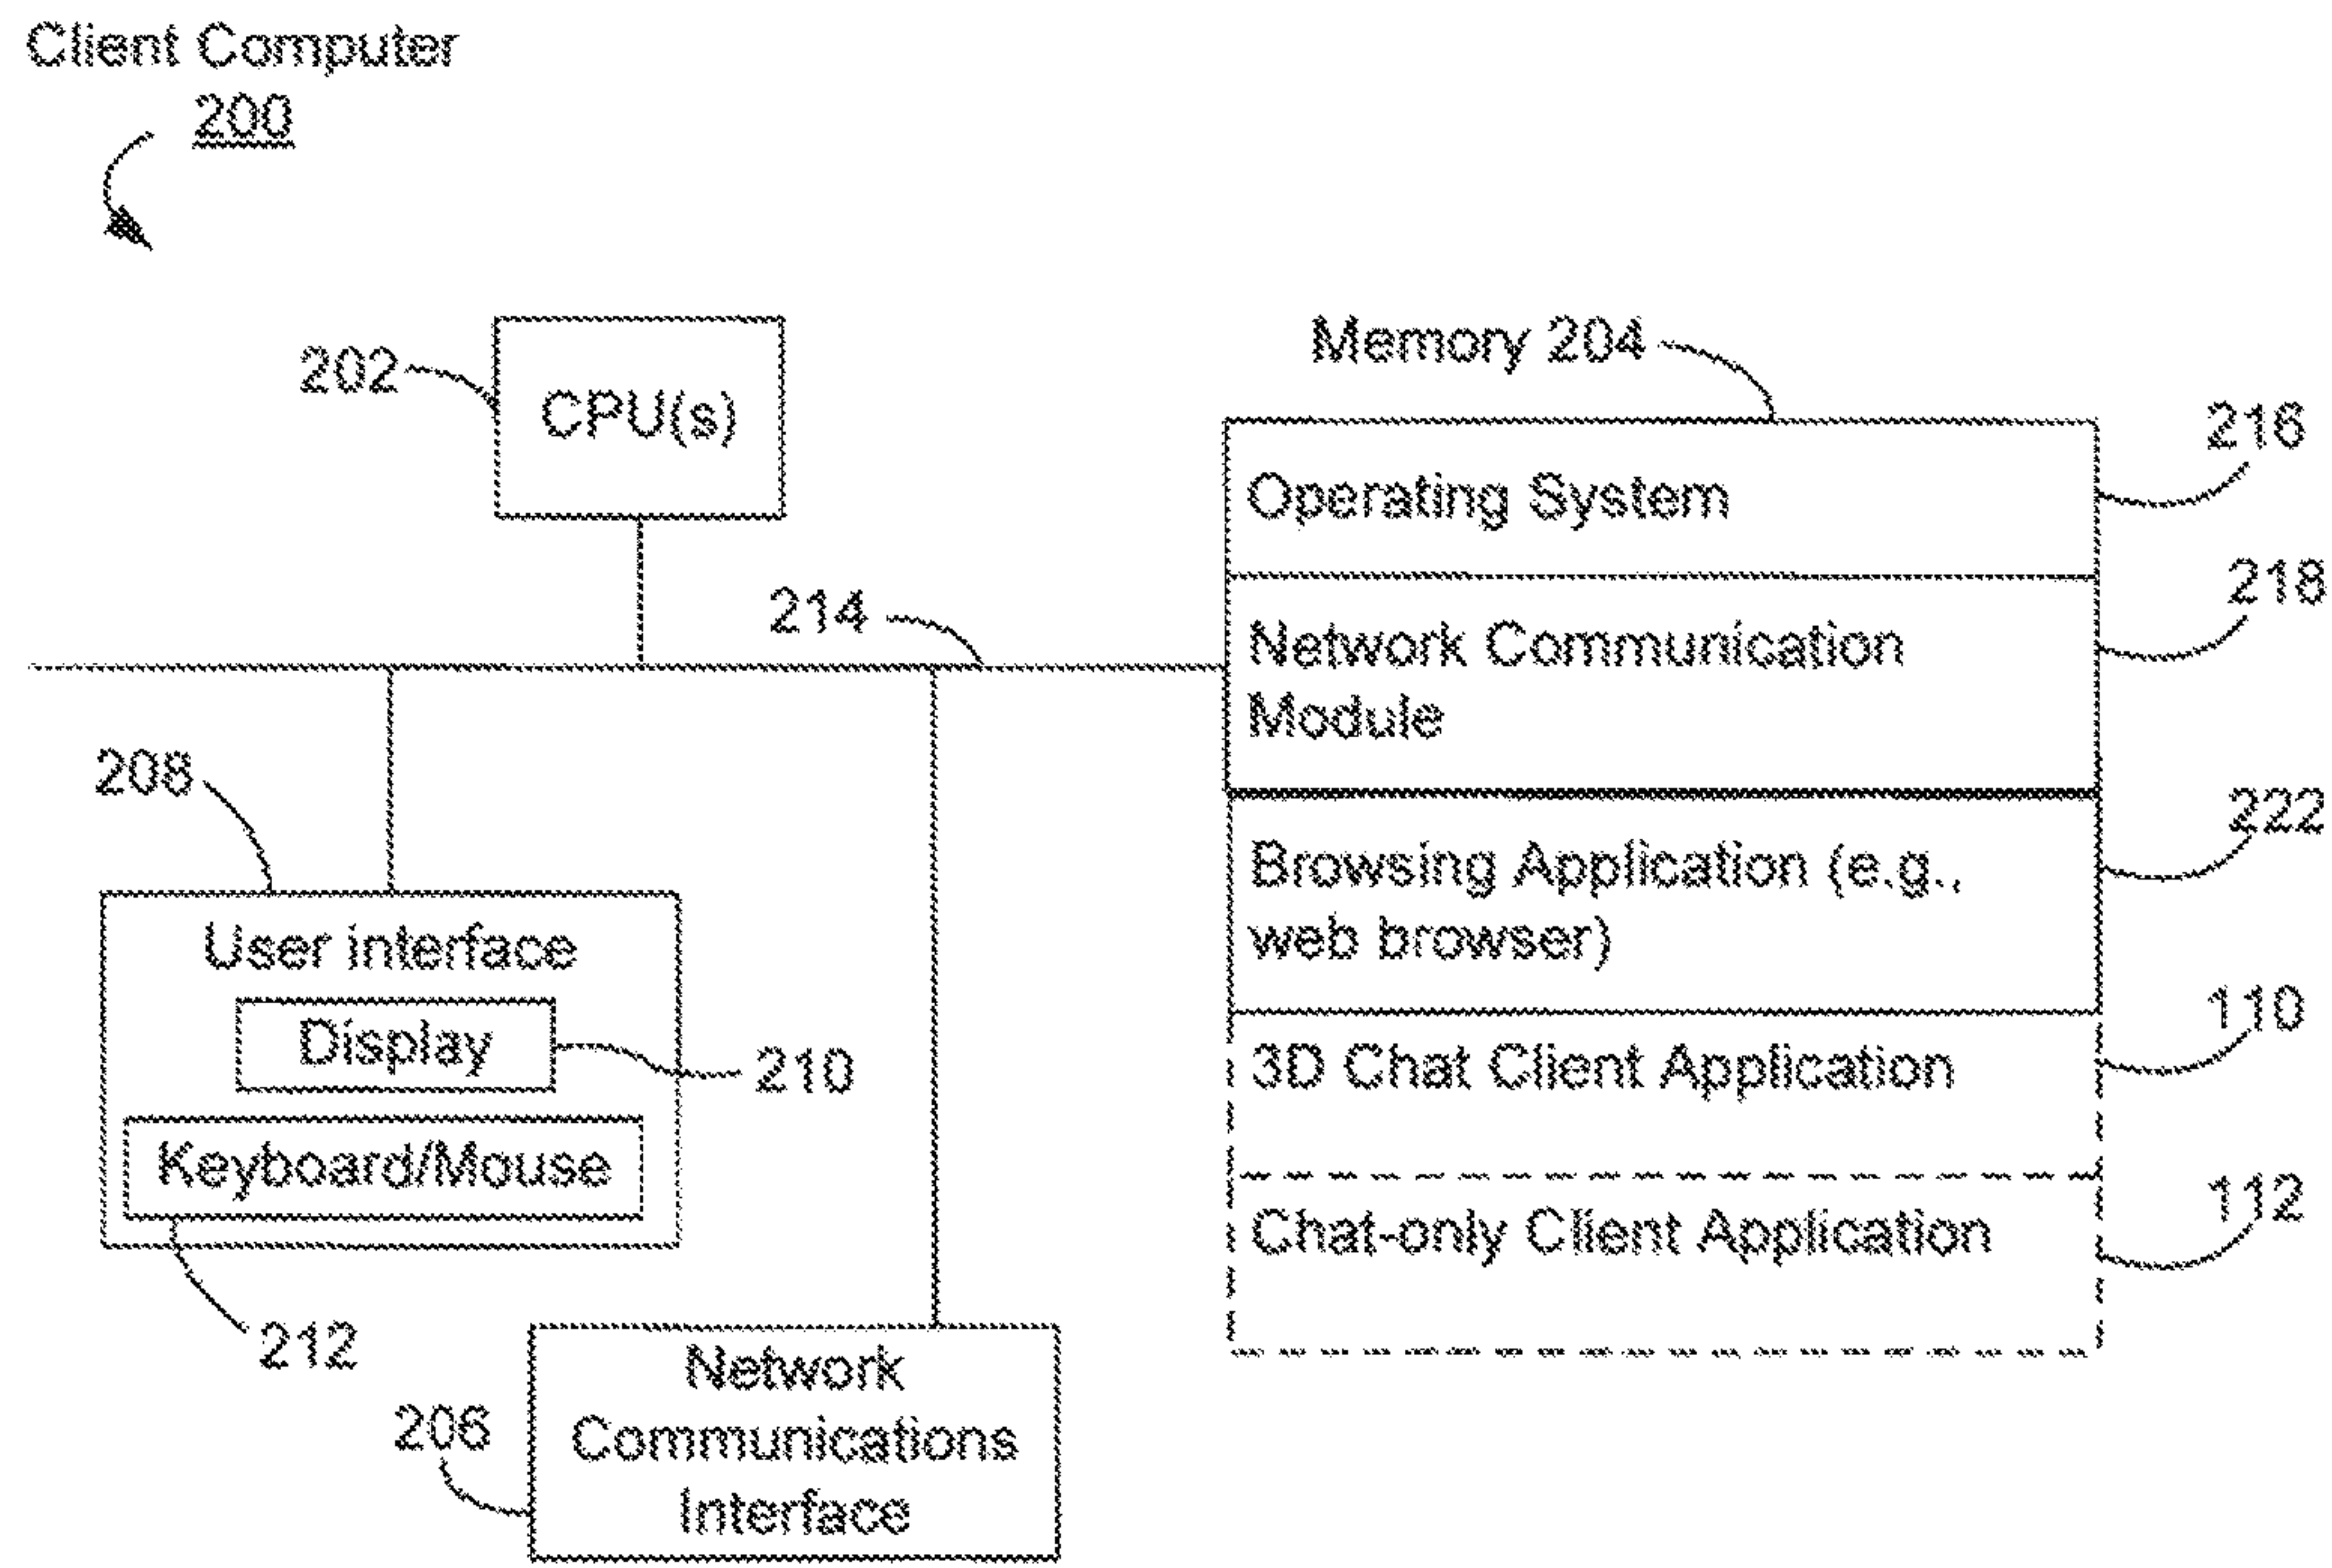 Client Computer
200
202
CPU(s)
Memory 204
216
Operating System
214
218
Network Communication
Module
208
222
Browsing Application (e.g.,
web browser)
User interface
Display
210
110
3D Chat Client Application
Keyboard/Mouse
112
Chat-only Client Application
212
206
Network
Communications
Interface